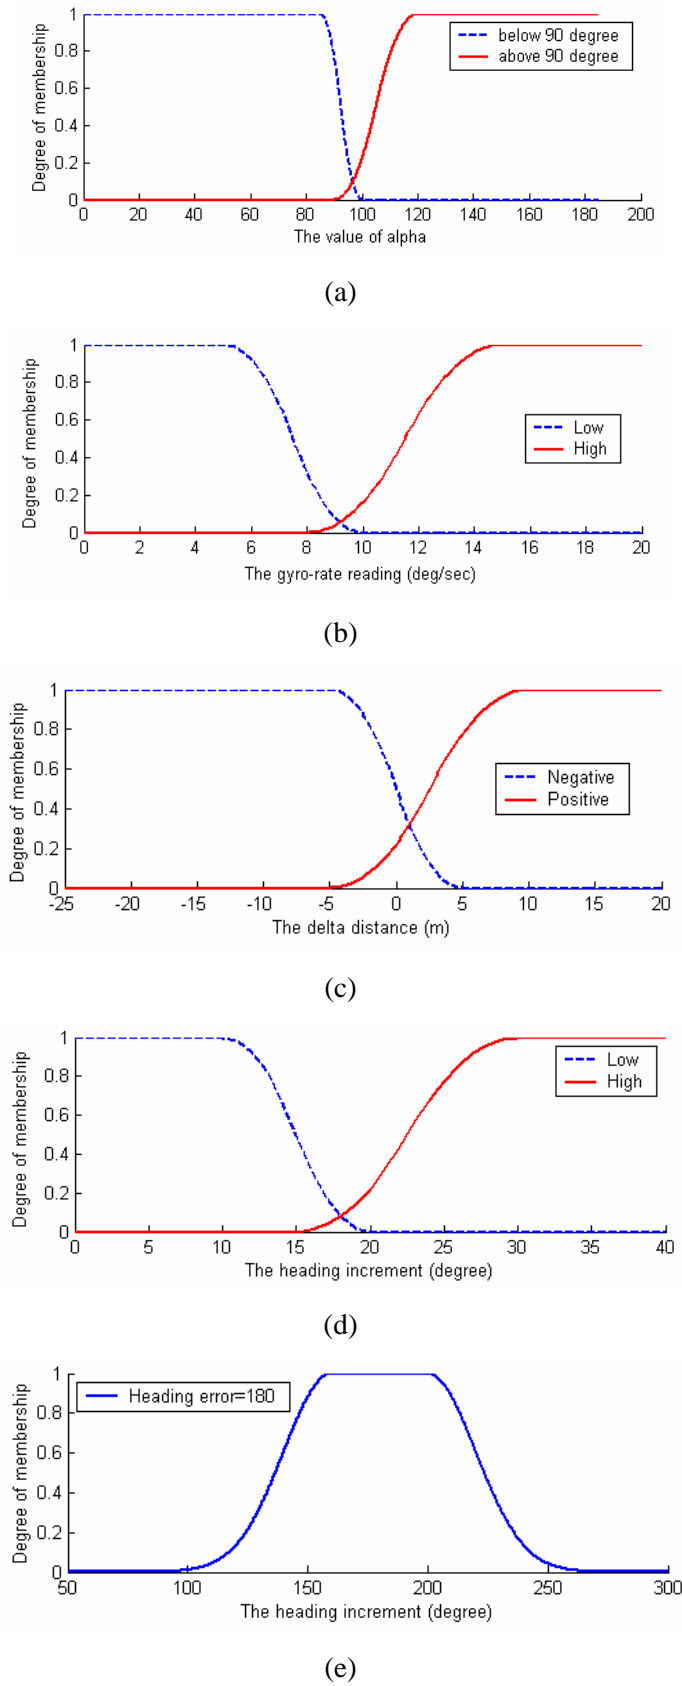 1
0.8
0.6
0.4
0.2
0
Degree of membership
below 90 degree
above 90 degree
0 20 40 60 80 100 120 140 160 180 200
The value of alpha
(a)
1
0.8
0.6
0.4
0.2
0
Degree of membership
Low
High
0 2 4 6 8 10 12 14 16 18 20
The gyro-rate reading (deg/sec)
(b)
1
0.8
0.6
0.4
0.2
0
Degree of membership
Negative
Positive
-25 -20 -15 -10 -5 0 5 10 15 20
The delta distance (m)
(c)
1
0.8
0.6
0.4
0.2
0
Degree of membership
Low
High
0 5 10 15 20 25 30 35 40
The heading increment (degree)
(d)
1
0.8
0.6
0.4
0.2
0
Degree of membership
Heading error=180
50 100 150 200 250 300
The heading increment (degree)
(e)